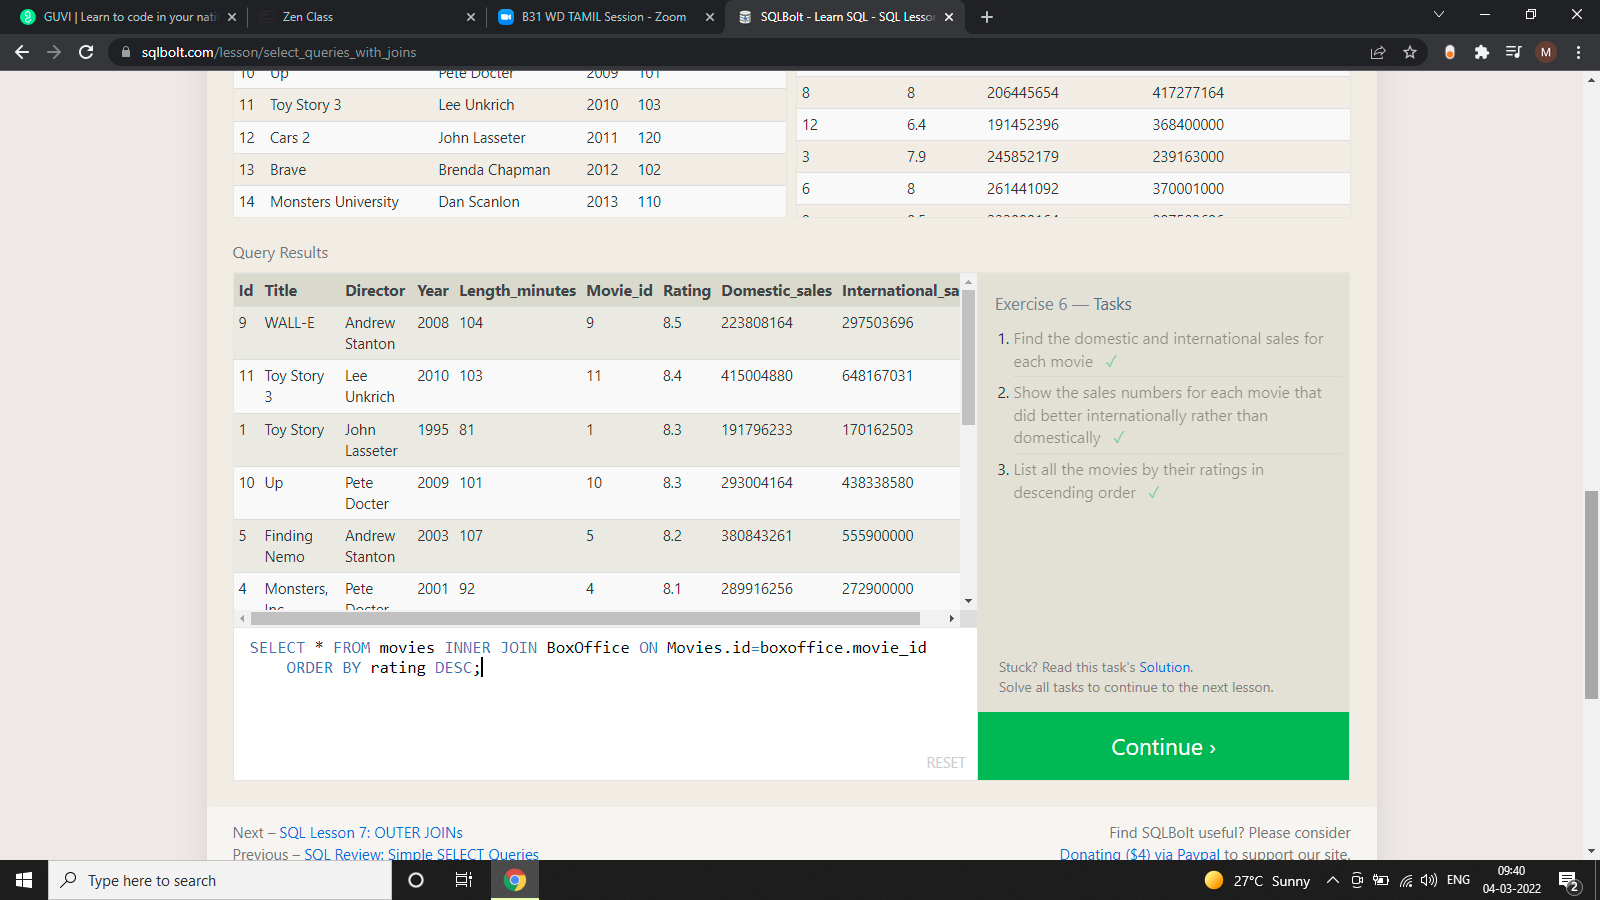 GUVI | Learn to code in your nati
Zen Class
B31 WD TAMIL Session - Zoom
SQLBolt - Learn SQL - SQL Lesso
sqlbolt.com/lesson/select_queries_with_joins
M
10 Up Pete Docter 2009 101
11 Toy Story 3 Lee Unkrich 2010 103
12 Cars 2 John Lasseter 2011 120
13 Brave Brenda Chapman 2012 102
14 Monsters University Dan Scanlon 2013 110
8 8 206445654 417277164
12 6.4 191452396 368400000
3 7.9 245852179 239163000
6 8 261441092 370001000
Query Results
Id Title Director Year Length_minutes Movie_id Rating Domestic_sales International_sa
9 WALL-E Andrew 2008 104 9 8.5 223808164 297503696
Stanton
11 Toy Story Lee 2010 103 11 8.4 415004880 648167031
3 Unkrich
1 Toy Story John 1995 81 1 8.3 191796233 170162503
Lasseter
10 Up Pete 2009 101 10 8.3 293004164 438338580
Docter
5 Finding Andrew 2003 107 5 8.2 380843261 555900000
Nemo Stanton
4 Monsters, Pete 2001 92 4 8.1 289916256 272900000
Inc. Docter
SELECT * FROM movies INNER JOIN BoxOffice ON Movies.id=boxoffice.movie_id
ORDER BY rating DESC;
RESET
Exercise 6 — Tasks
1. Find the domestic and international sales for
each movie ✓
2. Show the sales numbers for each movie that
did better internationally rather than
domestically ✓
3. List all the movies by their ratings in
descending order ✓
Stuck? Read this task's Solution.
Solve all tasks to continue to the next lesson.
Continue ›
Next – SQL Lesson 7: OUTER JOINs
Previous – SQL Review: Simple SELECT Queries
Find SQLBolt useful? Please consider
Donating ($4) via Paypal to support our site.
Type here to search
27°C Sunny
ENG
09:40
04-03-2022
2